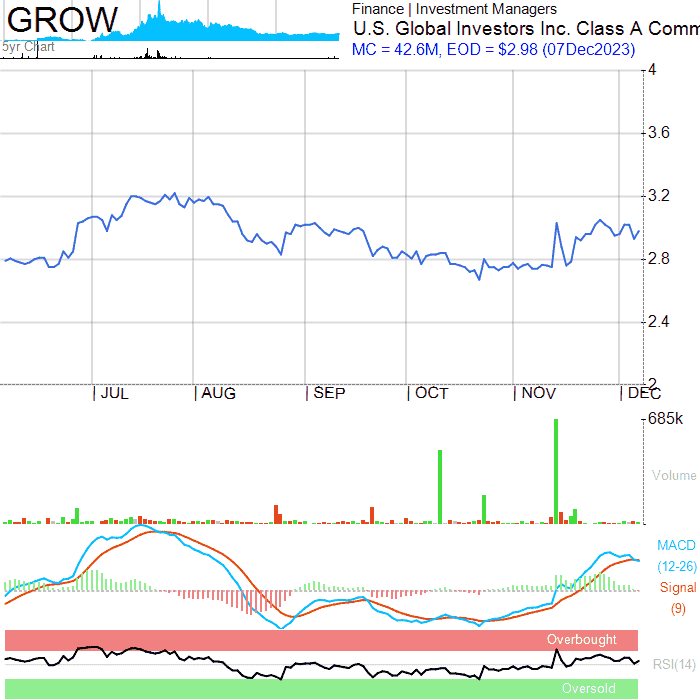 GROW
5yr Chart
Finance | Investment Managers
U.S. Global Investors Inc. Class A Comm
MC = 42.6M, EOD = $2.98 (07Dec2023)
4
3.6
3.2
2.8
2.4
2
JUL
AUG
SEP
OCT
NOV
DEC
685k
Volume
MACD
(12-26)
Signal
(9)
Overbought
RSI(14)
Oversold